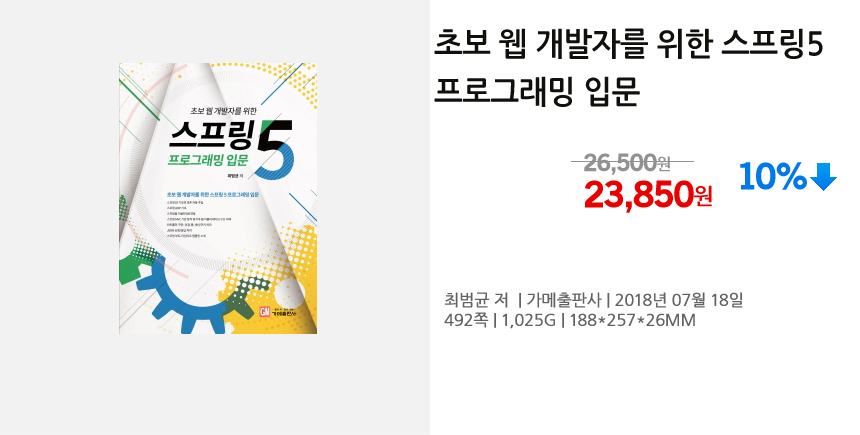 초보 웹 개발자를 위한 스프링5
프로그래밍 입문
26,500원
23,850원
10%
최범균 저 | 가메출판사 | 2018년 07월 18일
492쪽 | 1,025G | 188*257*26MM
초보 웹 개발자를 위한
스프링5
프로그래밍 입문
최범균 저
초보 웹 개발자를 위한 스프링 5 프로그래밍 입문
GM
가메출판사